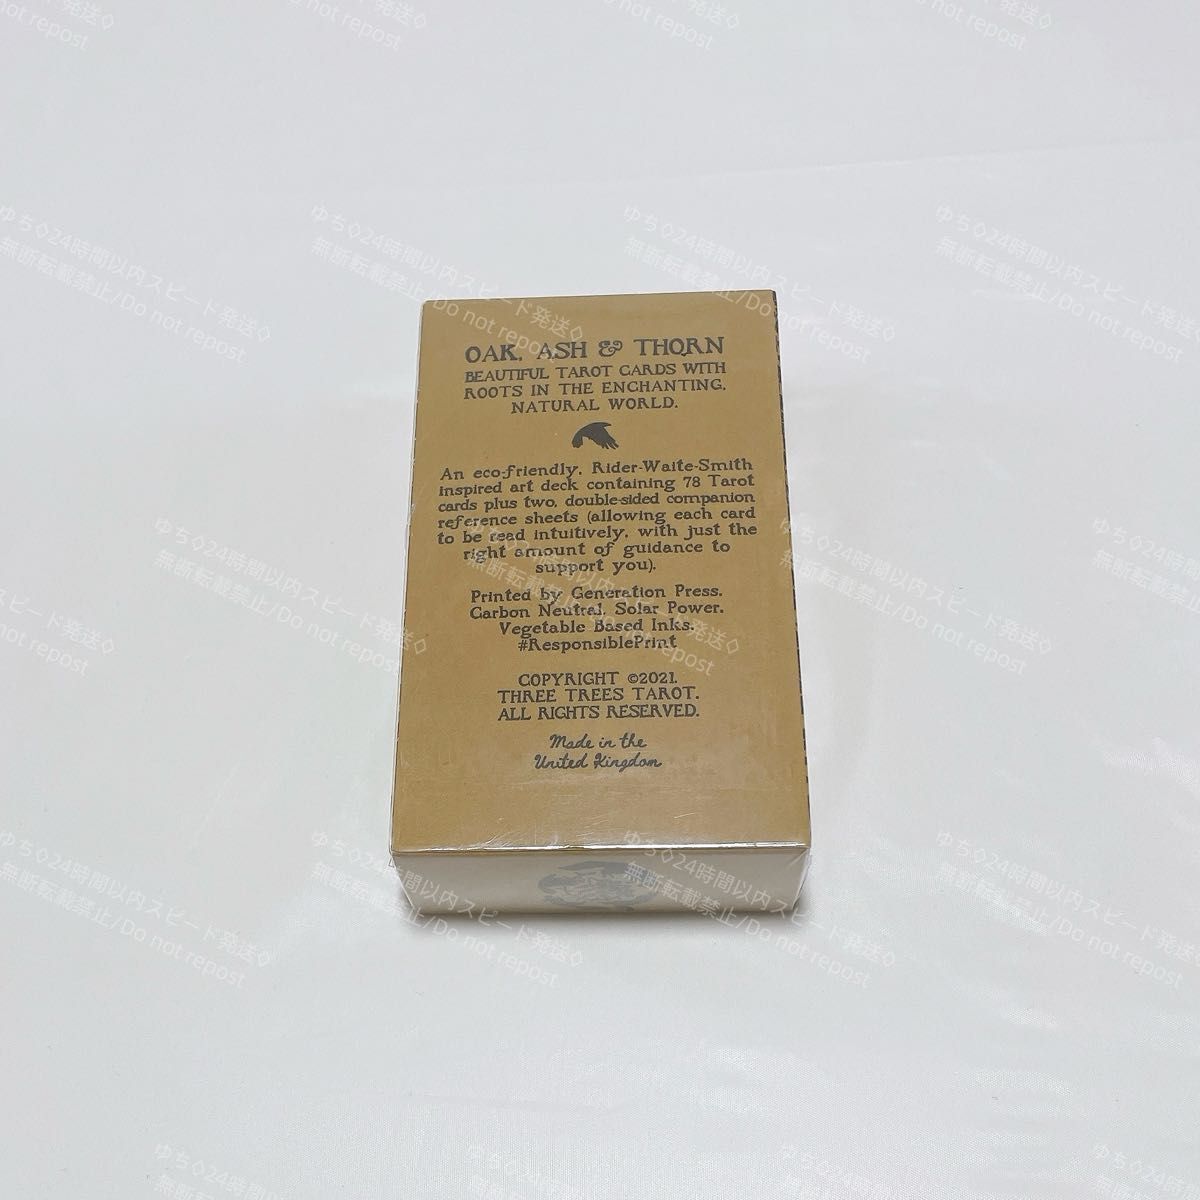 OAK, ASH & THORN
BEAUTIFUL TAROT CARDS WITH
ROOTS IN THE ENCHANTING,
NATURAL WORLD.
An eco-friendly, Rider-Waite-Smith
inspired art deck containing 78 Tarot
cards plus two, double-sided companion
reference sheets (allowing each card
to be read intuitively, with just the
right amount of guidance to
support you).
Printed by Generation Press.
Carbon Neutral. Solar Power.
Vegetable Based Inks.
#ResponsiblePrint
COPYRIGHT ©2021.
THREE TREES TAROT.
ALL RIGHTS RESERVED.
Made in the
United Kingdom
ゆち◇24時間以内スピード発送◇
無断転載禁止/Do not repost